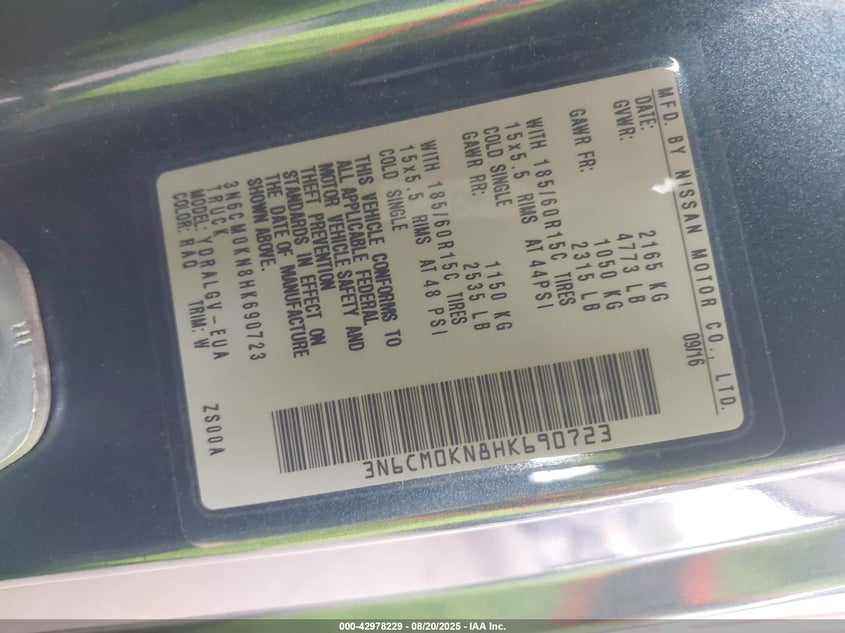 MFD. BY NISSAN MOTOR CO., LTD.
DATE: 09/16
GVWR: 2165 KG
4773 LB
GAWR FR: 1050 KG
2315 LB
WITH 185/60R15C TIRES
15x5.5 RIMS AT 44PSI
COLD SINGLE
GAWR RR: 1150 KG
2535 LB
WITH 185/60R15C TIRES
15x5.5 RIMS AT 48 PSI
COLD SINGLE
THIS VEHICLE CONFORMS TO
ALL APPLICABLE FEDERAL
MOTOR VEHICLE SAFETY AND
THEFT PREVENTION
STANDARDS IN EFFECT ON
THE DATE OF MANUFACTURE
SHOWN ABOVE.
3N6CM0KN8HK690723
TRUCK
MODEL: YDRALGV-EUA
COLOR: RAQ TRIM: W ZS00A
3N6CM0KN8HK690723
000-42978229 - 08/20/2025 - IAA Inc.